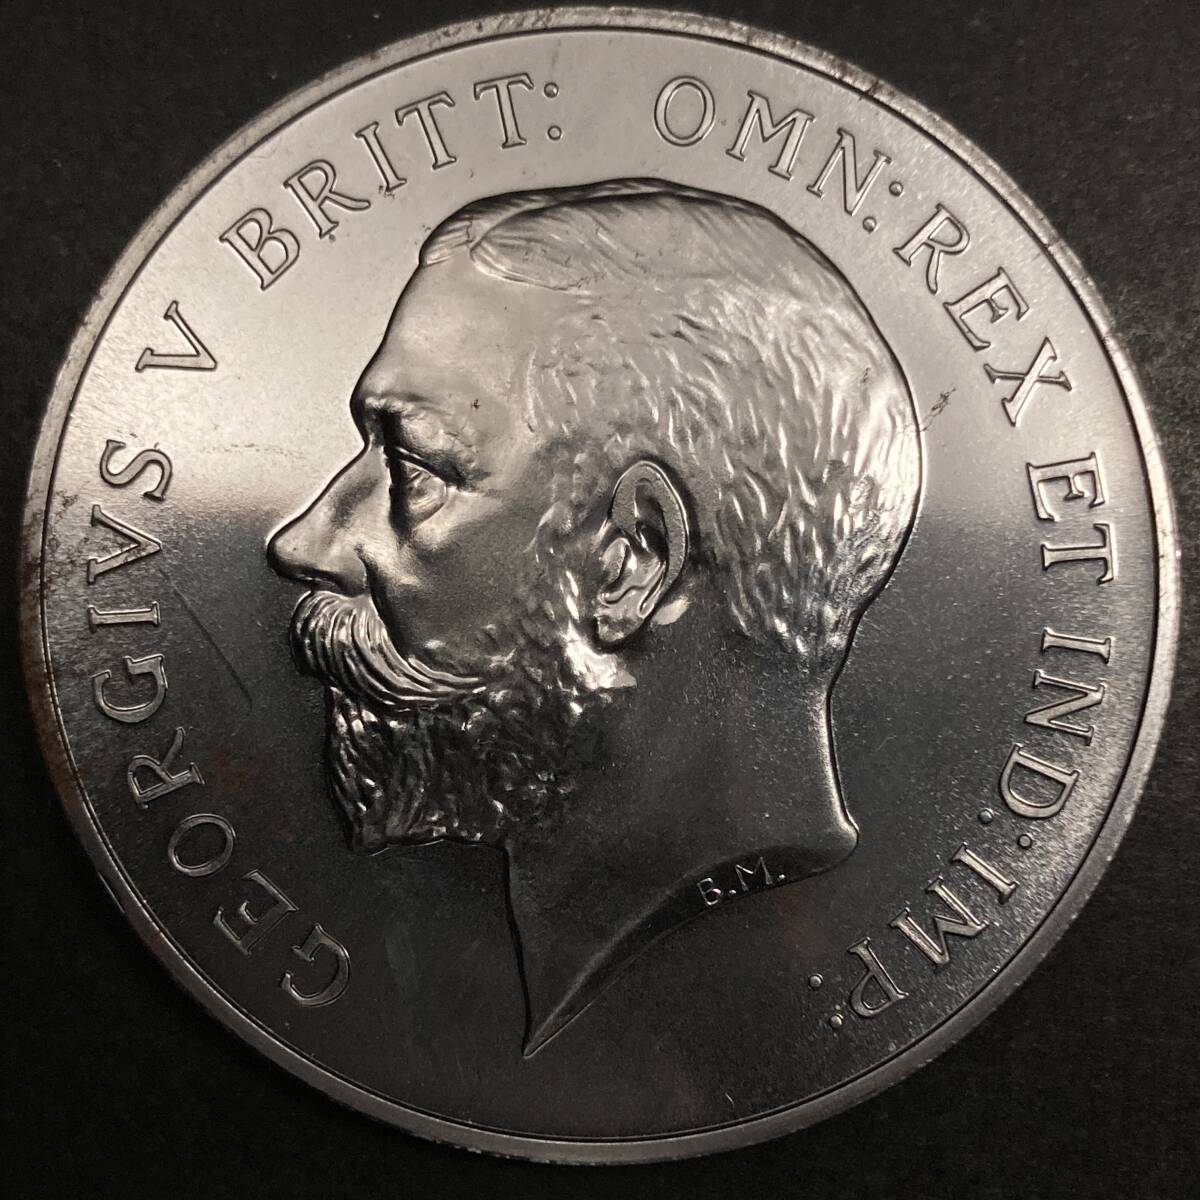 GEORGIVS V BRITT: OMN: REX ET IND: IMP:
B.M.